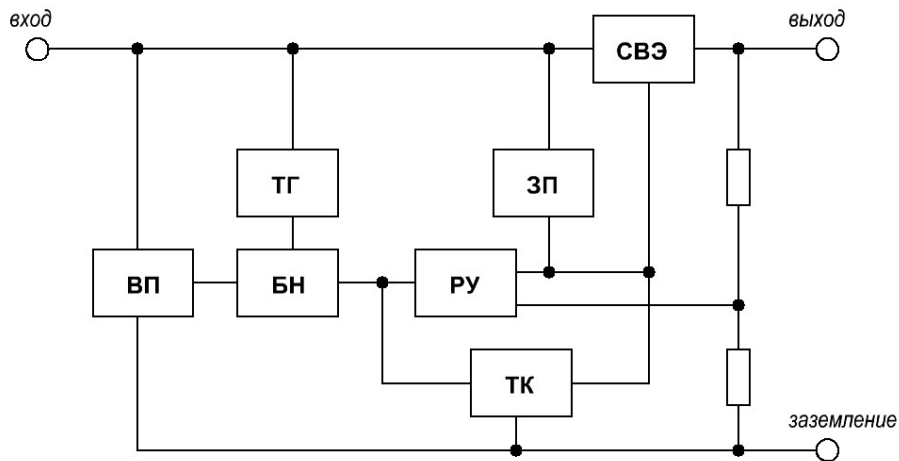 вход
выход
СВЭ
ТГ
ЗП
ВП
БН
РУ
ТК
заземление